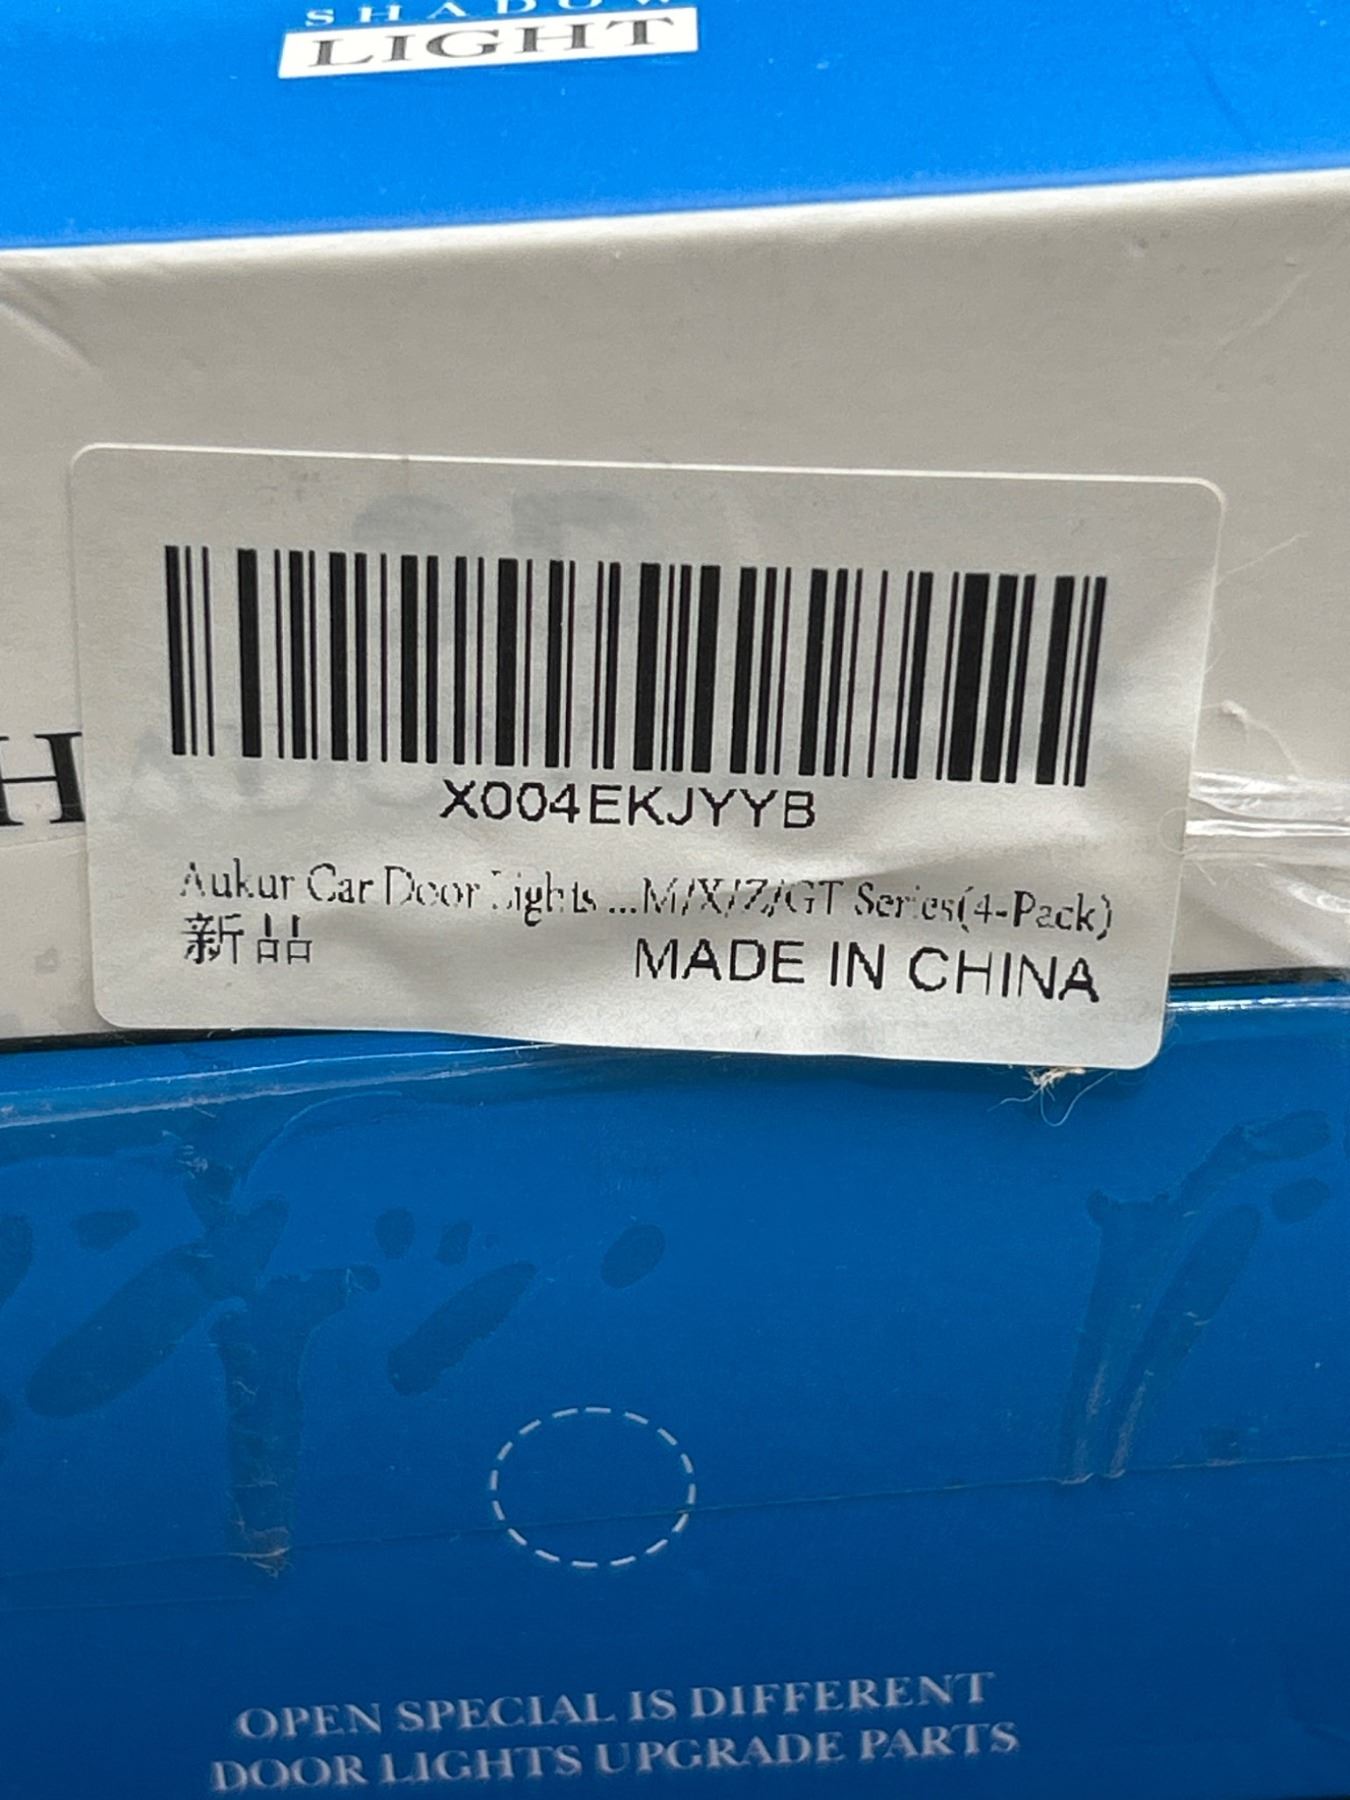 SHADOW
LIGHT
H
X004EKJYYB
Aukur Car Door Lights ...M/X/Z/GT Series(4-Pack)
新品
MADE IN CHINA
OPEN SPECIAL IS DIFFERENT
DOOR LIGHTS UPGRADE PARTS